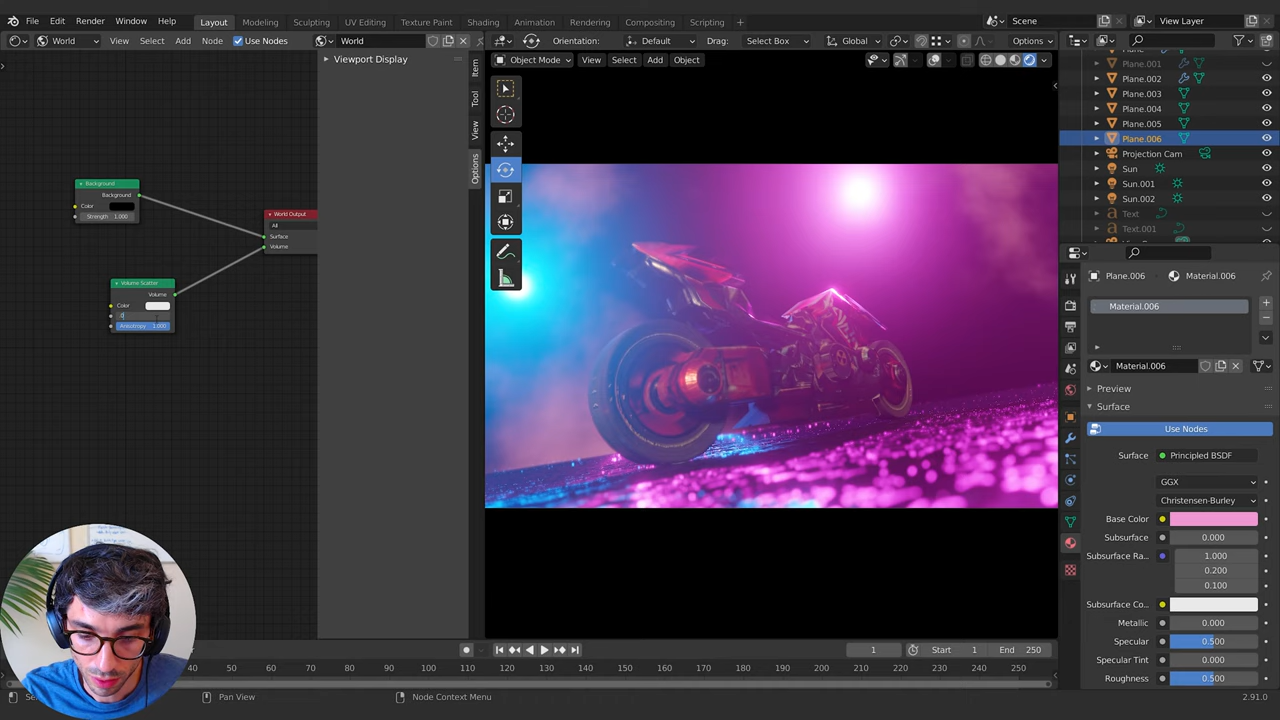 File Edit Render Window Help Layout Modeling Sculpting UV Editing Texture Paint Shading Animation Rendering Compositing Scripting + Scene View Layer
World View Select Add Node Use Nodes World Orientation: Default Drag: Select Box Global Options
Viewport Display
Item
Tool
View
Options
Object Mode View Select Add Object
Plane
Plane.001
Plane.002
Plane.003
Plane.004
Plane.005
Plane.006
Projection Cam
Sun
Sun.001
Sun.002
Text
Text.001
Background
Background
Color
Strength 1.000
World Output
All
Surface
Volume
Volume Scatter
Volume
Color
.0
Anisotropy 1.000
Plane.006 Material.006
Material.006
Material.006
Preview
Surface
Use Nodes
Surface Principled BSDF
GGX
Christensen-Burley
Base Color
Subsurface 0.000
Subsurface Ra... 1.000
0.200
0.100
Subsurface Co...
Metallic 0.000
Specular 0.500
Specular Tint 0.000
Roughness 0.500
1 Start 1 End 250
50 60 70 80 90 100 110 120 130 140 150 160 170 180 190 200 210 220 230 240 250
Pan View Node Context Menu 2.91.0